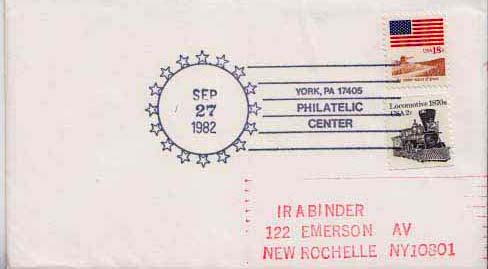 USA 18c
Locomotive 1870s
USA 2c
SEP
27
1982
YORK, PA 17405
PHILATELIC
CENTER
IRABINDER
122 EMERSON AV
NEW ROCHELLE NY10801